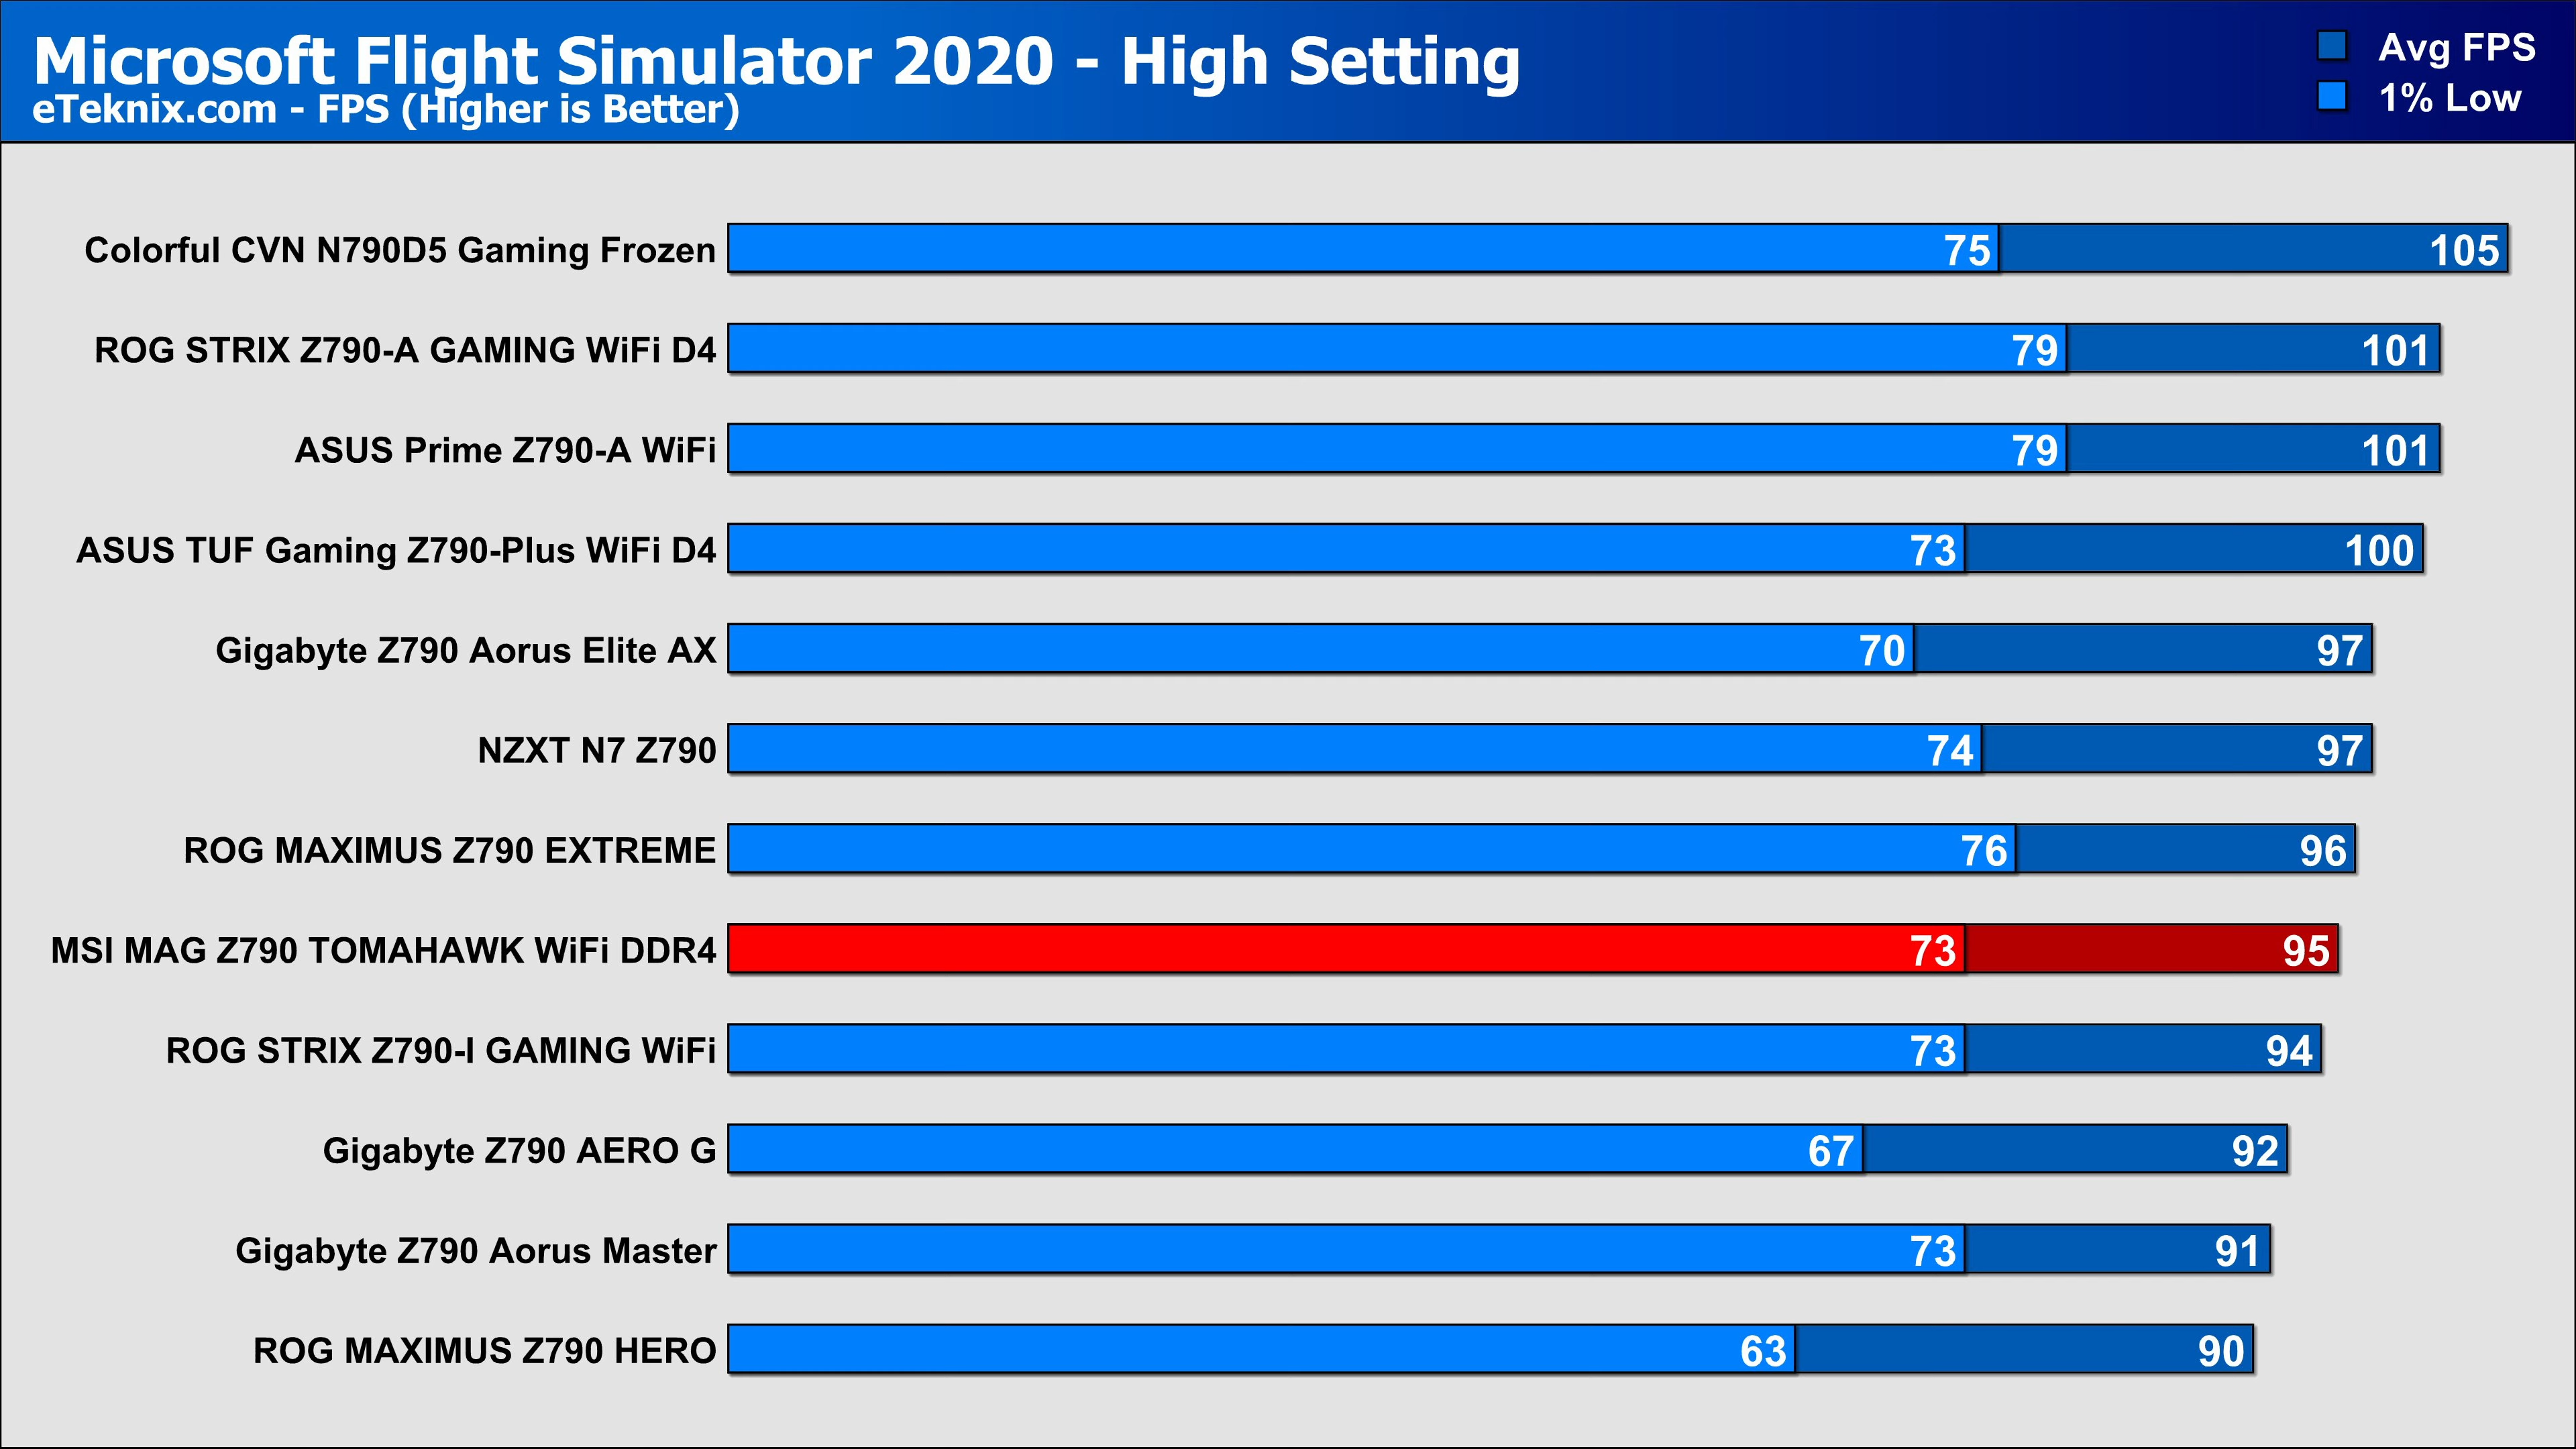 Microsoft Flight Simulator 2020 - High Setting
eTeknix.com - FPS (Higher is Better)
Avg FPS
1% Low
Colorful CVN N790D5 Gaming Frozen 75 105
ROG STRIX Z790-A GAMING WiFi D4 79 101
ASUS Prime Z790-A WiFi 79 101
ASUS TUF Gaming Z790-Plus WiFi D4 73 100
Gigabyte Z790 Aorus Elite AX 70 97
NZXT N7 Z790 74 97
ROG MAXIMUS Z790 EXTREME 76 96
MSI MAG Z790 TOMAHAWK WiFi DDR4 73 95
ROG STRIX Z790-I GAMING WiFi 73 94
Gigabyte Z790 AERO G 67 92
Gigabyte Z790 Aorus Master 73 91
ROG MAXIMUS Z790 HERO 63 90